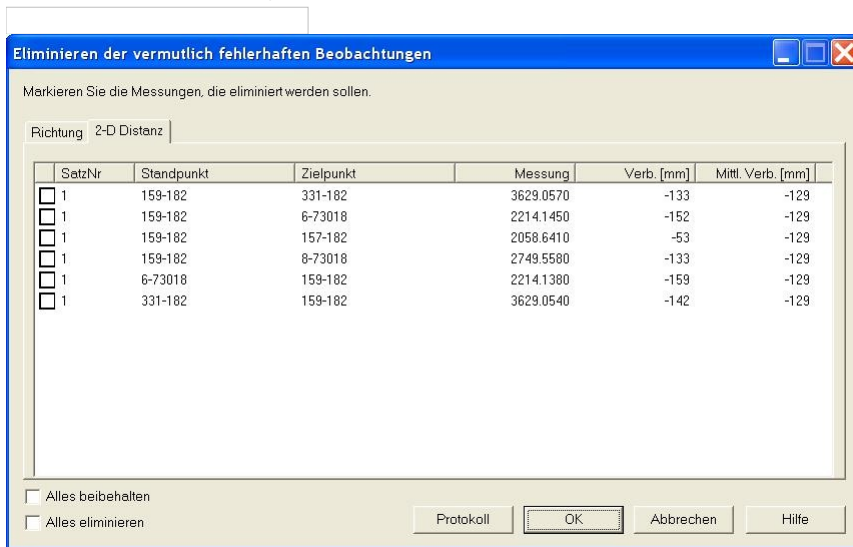 Eliminieren der vermutlich fehlerhaften Beobachtungen
Markieren Sie die Messungen, die eliminiert werden sollen.
Richtung 2-D Distanz
SatzNr Standpunkt Zielpunkt Messung Verb. [mm] Mittl. Verb. [mm]
1 159-182 331-182 3629.0570 -133 -129
1 159-182 6-73018 2214.1450 -152 -129
1 159-182 157-182 2058.6410 -53 -129
1 159-182 8-73018 2749.5580 -133 -129
1 6-73018 159-182 2214.1380 -159 -129
1 331-182 159-182 3629.0540 -142 -129
Alles beibehalten
Alles eliminieren
Protokoll OK Abbrechen Hilfe